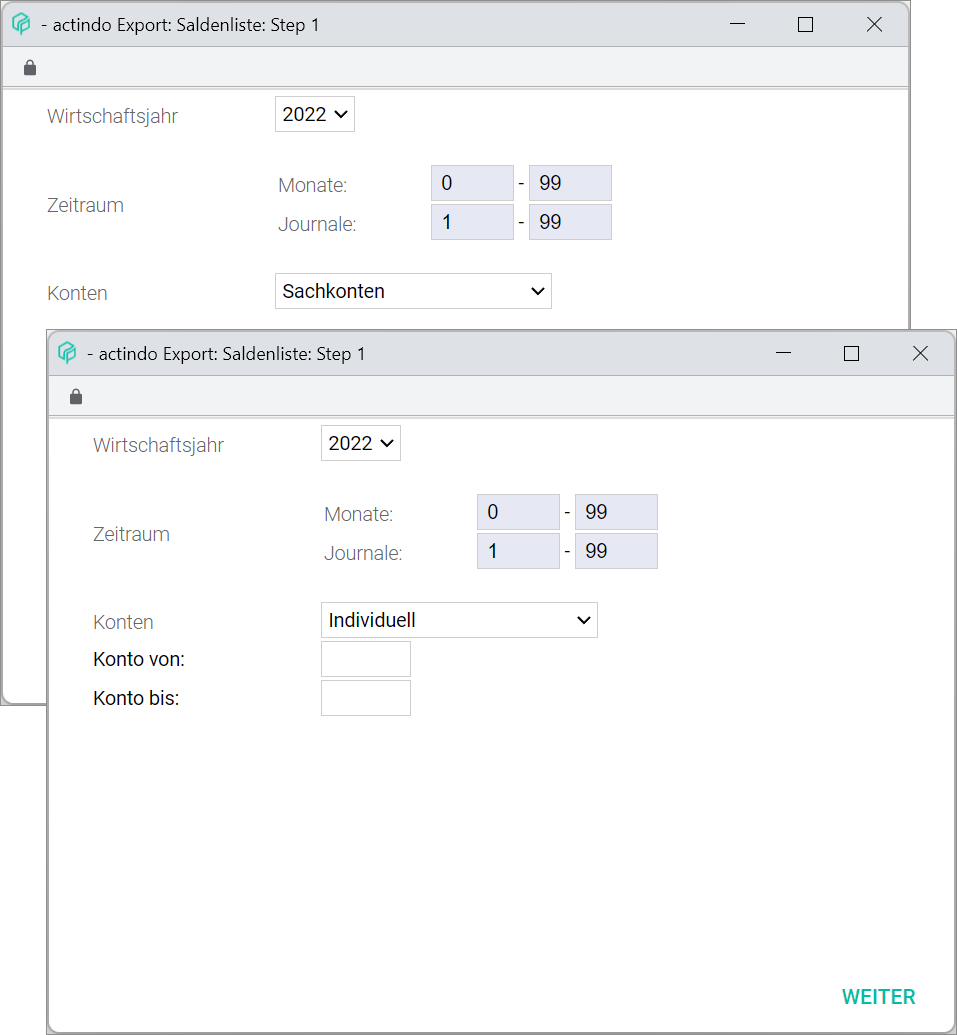 - actindo Export: Saldenliste: Step 1
Wirtschaftsjahr 2022
Zeitraum
Monate: 0 - 99
Journale: 1 - 99
Konten Sachkonten
- actindo Export: Saldenliste: Step 1
Wirtschaftsjahr 2022
Zeitraum
Monate: 0 - 99
Journale: 1 - 99
Konten Individuell
Konto von:
Konto bis:
WEITER